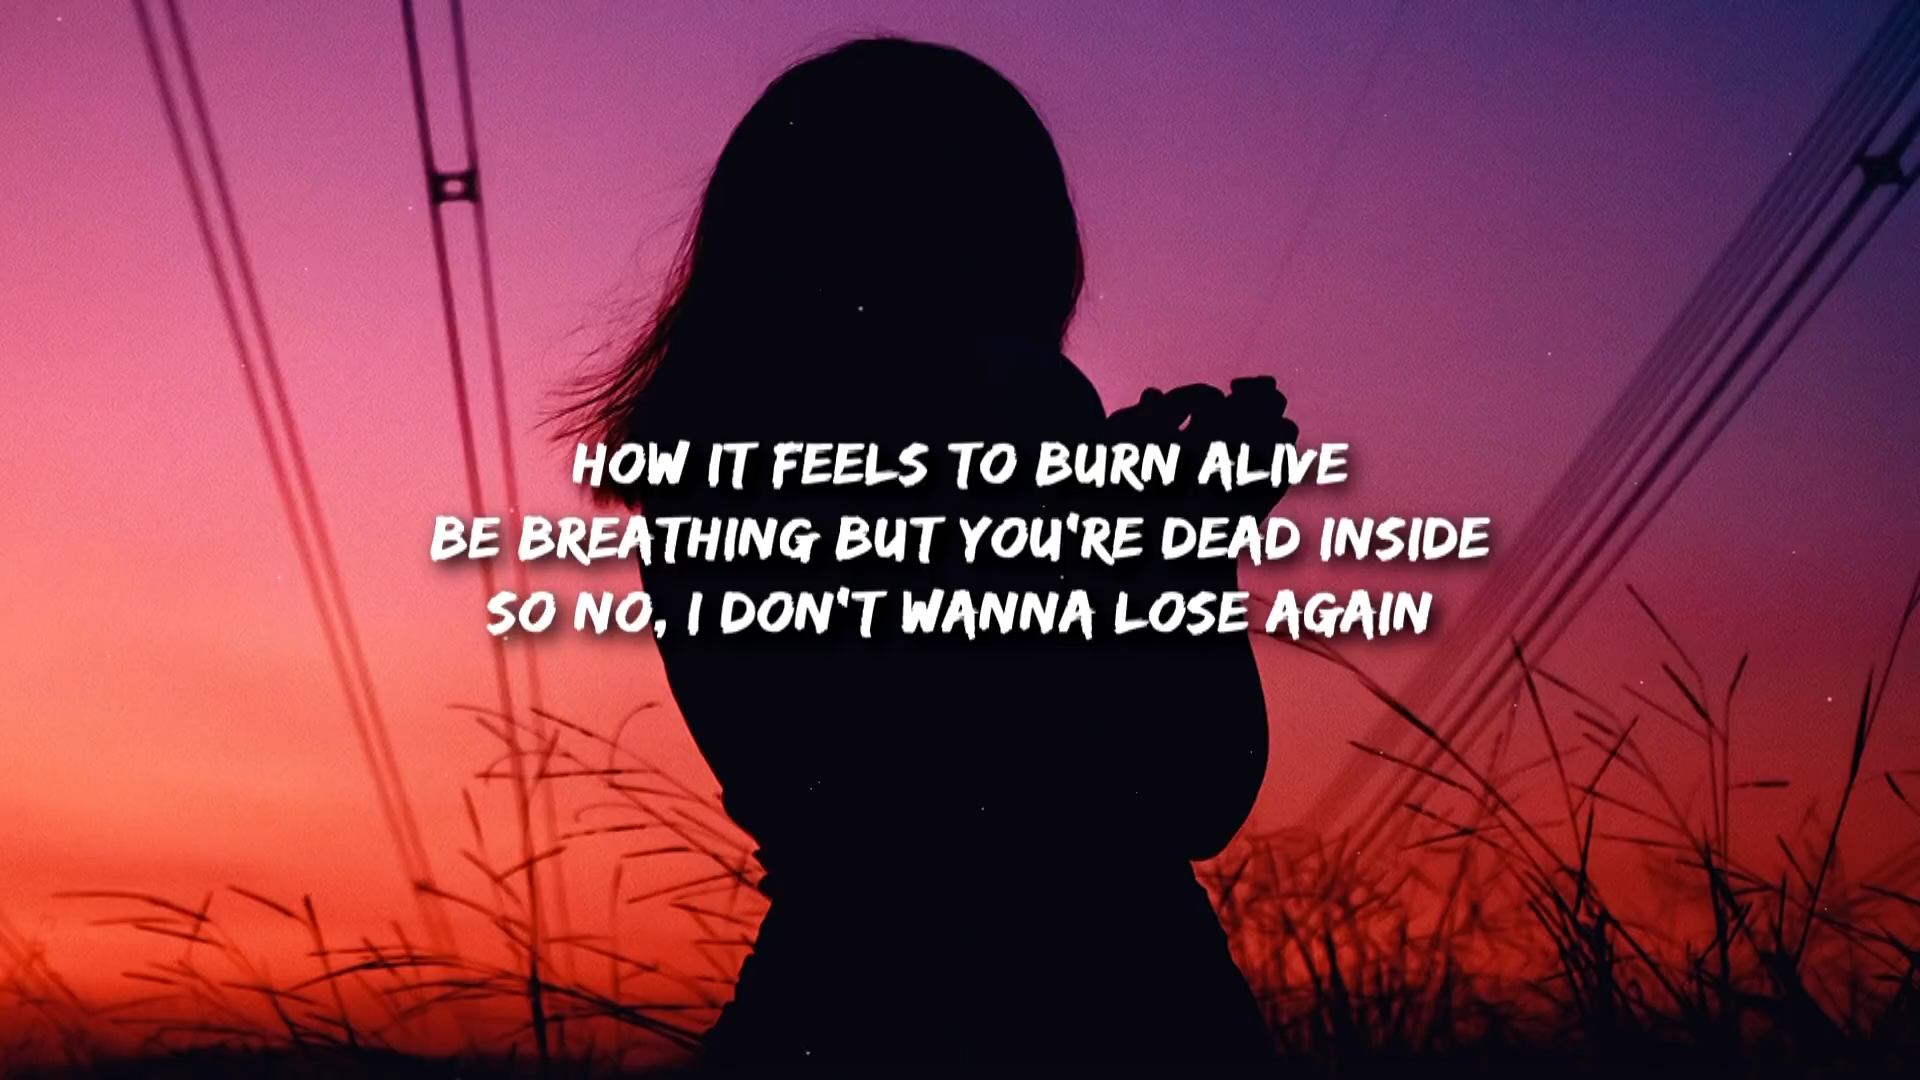 HOW IT FEELS TO BURN ALIVE
BE BREATHING BUT YOU'RE DEAD INSIDE
SO NO, I DON'T WANNA LOSE AGAIN